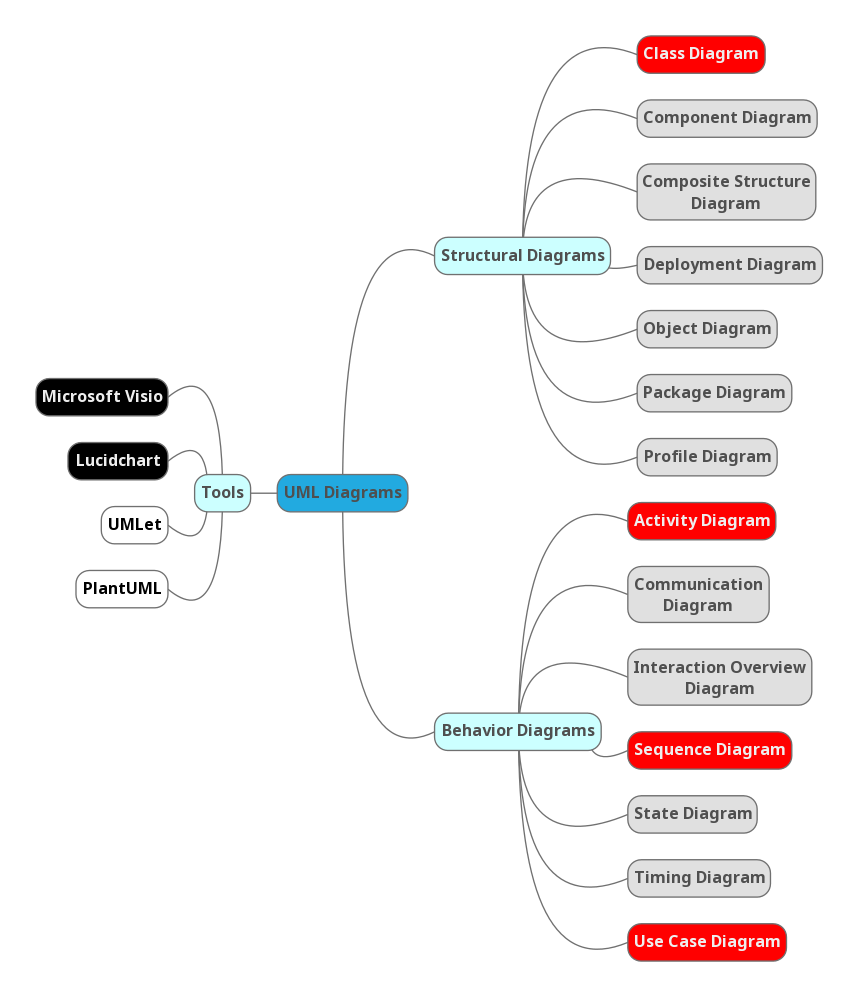 Class Diagram
Component Diagram
Composite Structure
Diagram
Structural Diagrams
Deployment Diagram
Object Diagram
Package Diagram
Profile Diagram
Microsoft Visio
Lucidchart
Tools
UML Diagrams
UMLet
PlantUML
Activity Diagram
Communication
Diagram
Interaction Overview
Diagram
Behavior Diagrams
Sequence Diagram
State Diagram
Timing Diagram
Use Case Diagram